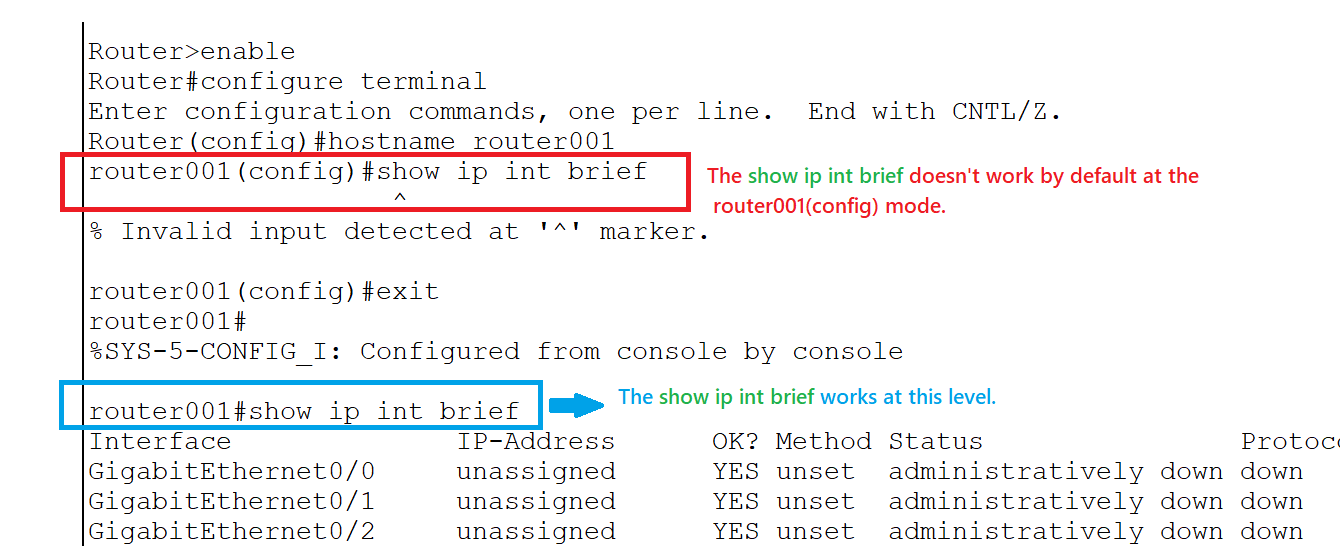 Router>enable
Router#configure terminal
Enter configuration commands, one per line.  End with CNTL/Z.
Router(config)#hostname router001
router001(config)#show ip int brief
The show ip int brief doesn't work by default at the
router001(config) mode.
^
% Invalid input detected at '^' marker.
router001(config)#exit
router001#
%SYS-5-CONFIG_I: Configured from console by console
The show ip int brief works at this level.
router001#show ip int brief
Interface              IP-Address      OK? Method Status                Protoco
GigabitEthernet0/0     unassigned      YES unset  administratively down down
GigabitEthernet0/1     unassigned      YES unset  administratively down down
GigabitEthernet0/2     unassigned      YES unset  administratively down down